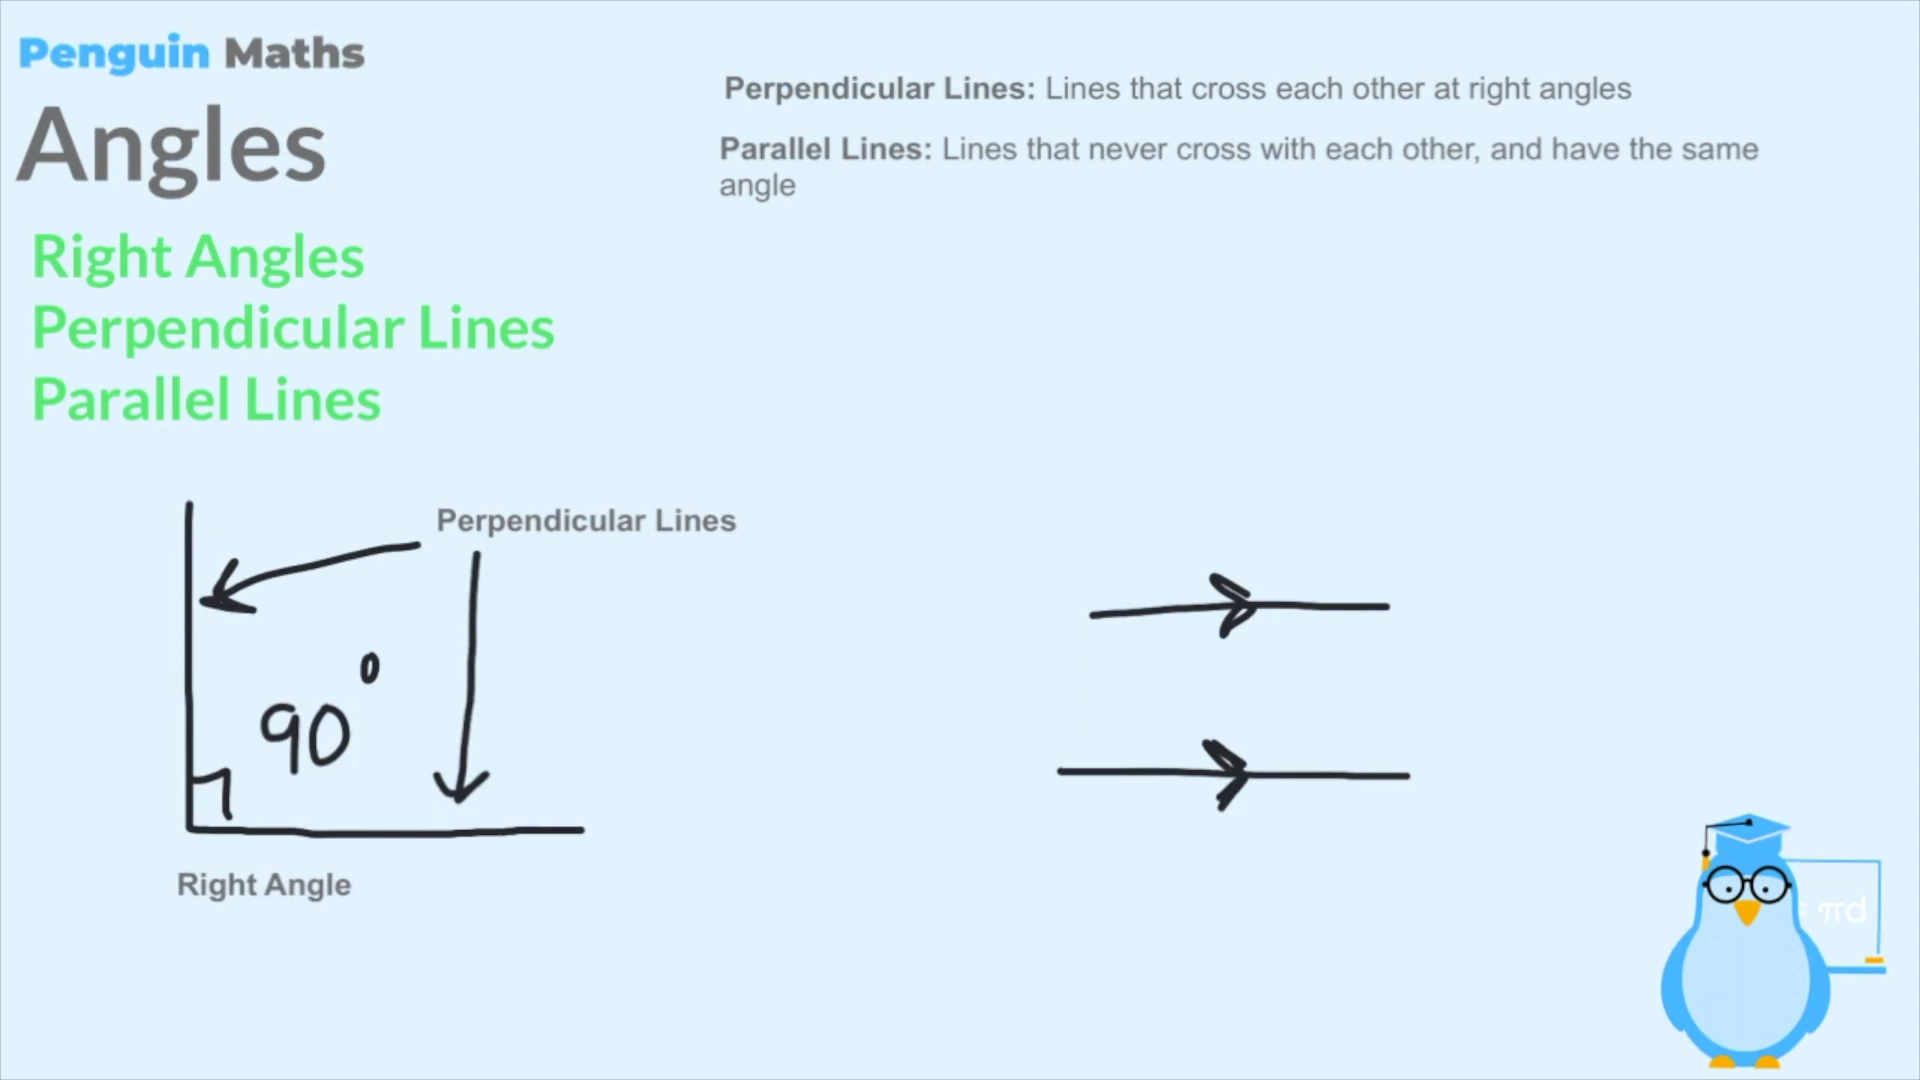 Penguin Maths
Angles
Right Angles
Perpendicular Lines
Parallel Lines
Perpendicular Lines: Lines that cross each other at right angles
Parallel Lines: Lines that never cross with each other, and have the same
angle
Perpendicular Lines
90°
Right Angle
= πd